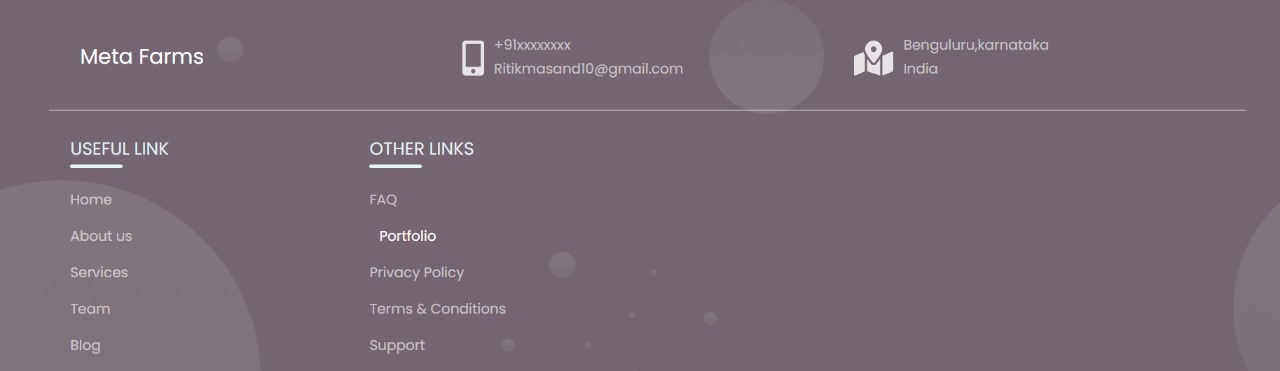 Meta Farms
+91xxxxxxxx
Ritikmasand10@gmail.com
Benguluru,karnataka
India
USEFUL LINK
Home
About us
Services
Team
Blog
OTHER LINKS
FAQ
Portfolio
Privacy Policy
Terms & Conditions
Support